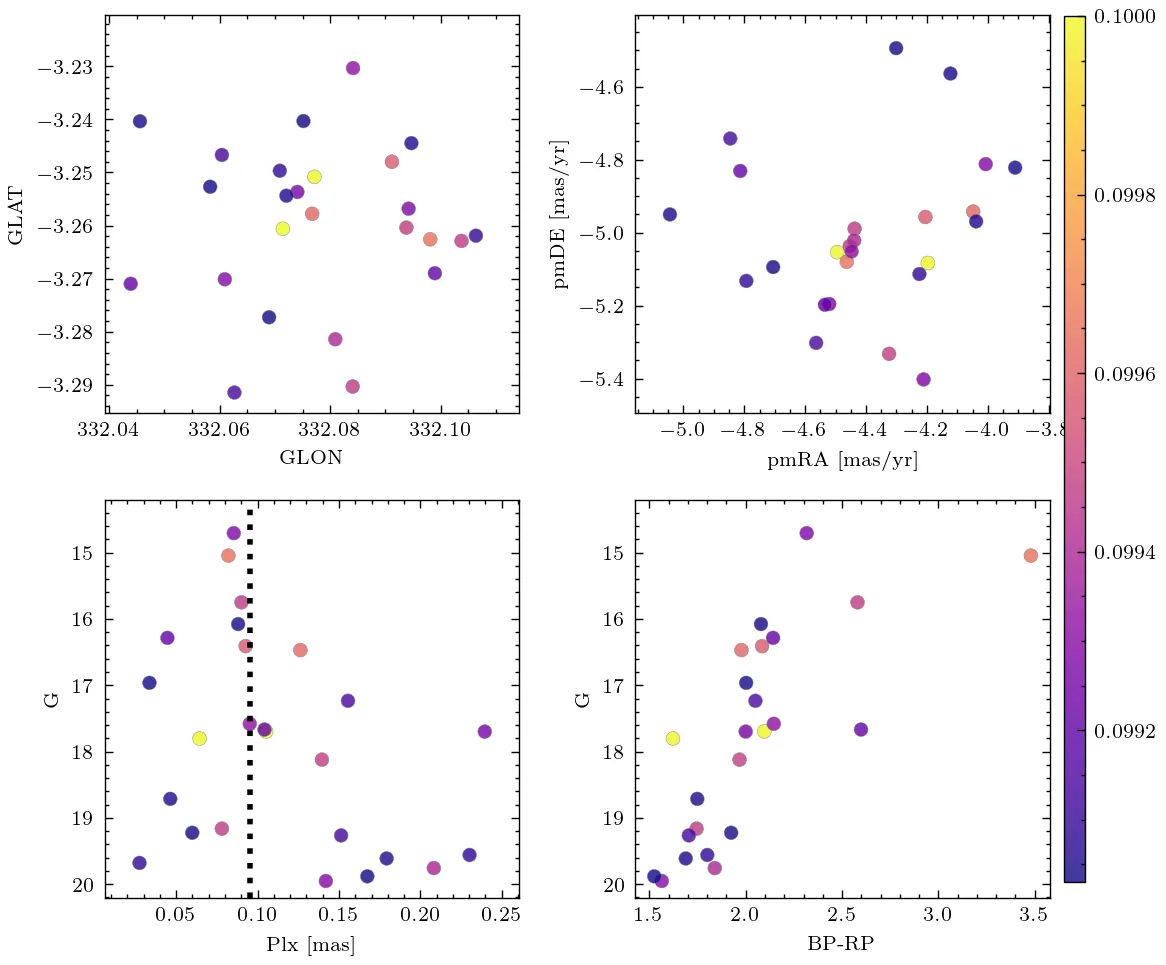 −3.23
−3.24
−3.25
−3.26
−3.27
−3.28
−3.29
GLAT
332.04 332.06 332.08 332.10
GLON
−4.6
−4.8
−5.0
−5.2
−5.4
pmDE [mas/yr]
−5.0 −4.8 −4.6 −4.4 −4.2 −4.0 −3.8
pmRA [mas/yr]
15
16
17
18
19
20
G
0.05 0.10 0.15 0.20 0.25
Plx [mas]
15
16
17
18
19
20
G
1.5 2.0 2.5 3.0 3.5
BP-RP
0.1000
0.0998
0.0996
0.0994
0.0992